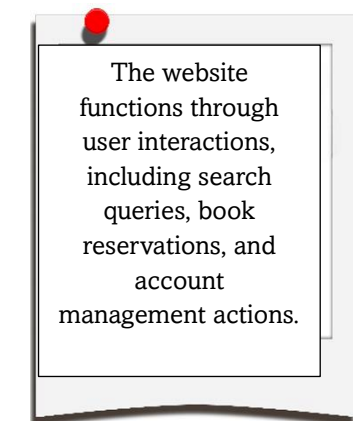 The website
functions through
user interactions,
including search
queries, book
reservations, and
account
management actions.